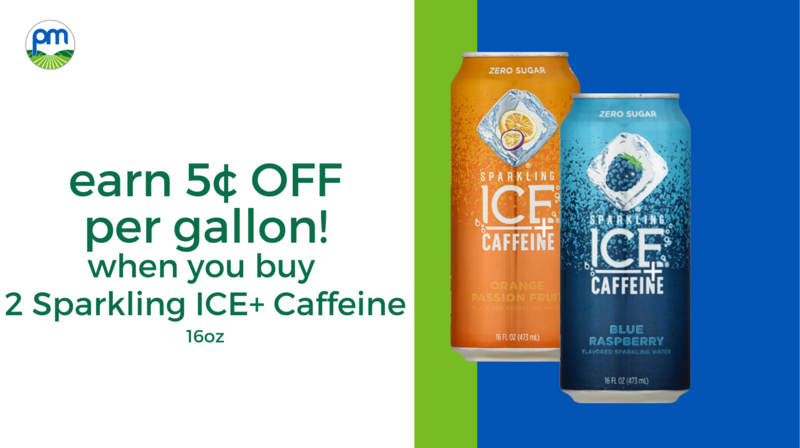 pm
earn 5¢ OFF
per gallon!
when you buy
2 Sparkling ICE+ Caffeine
16oz
ZERO SUGAR
SPARKLING
ICE
+
CAFFEINE
ORANGE
PASSION FRUIT
16 FL OZ (473 mL)
ZERO SUGAR
SPARKLING
ICE
+
CAFFEINE
BLUE
RASPBERRY
FLAVORED SPARKLING WATER
16 FL OZ (473 mL)